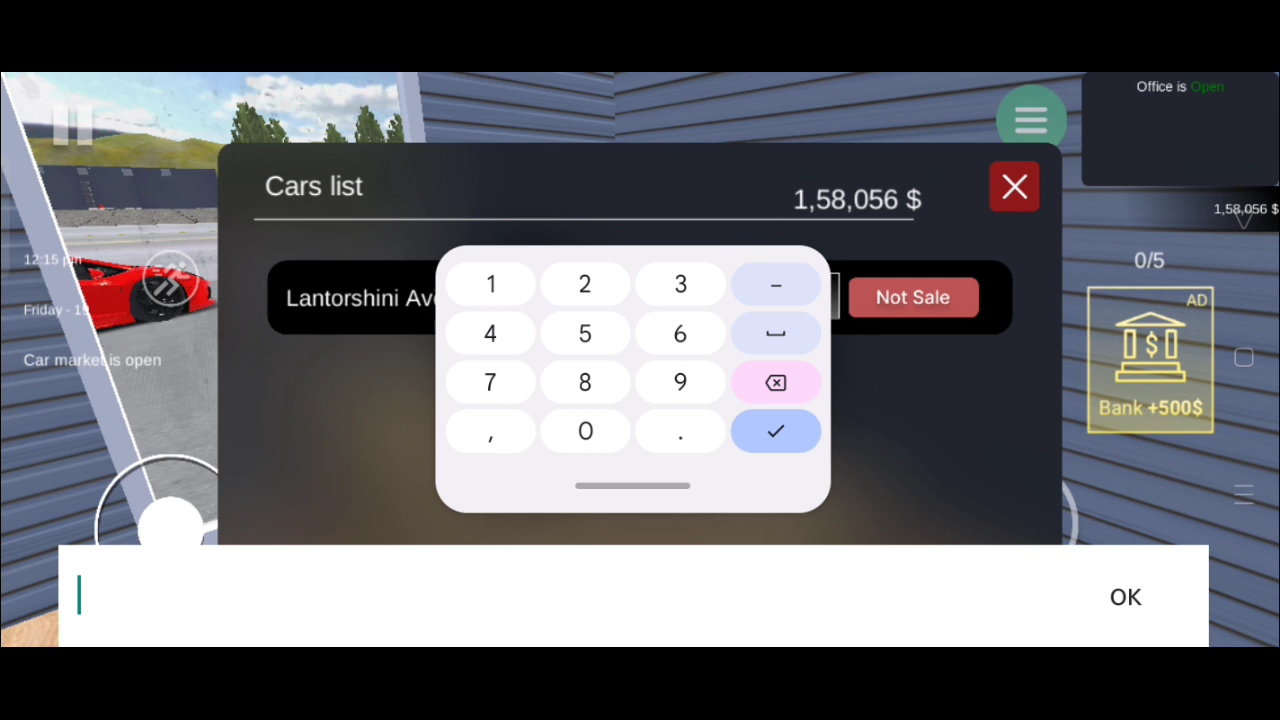 Office is Open
Cars list
1,58,056 $
1,58,056 $
12:15 pm
0/5
Lantorshini
Not Sale
1 2 3 –
4 5 6
7 8 9
, 0 .
Friday -
AD
$
Car market is open
Bank +500$
OK